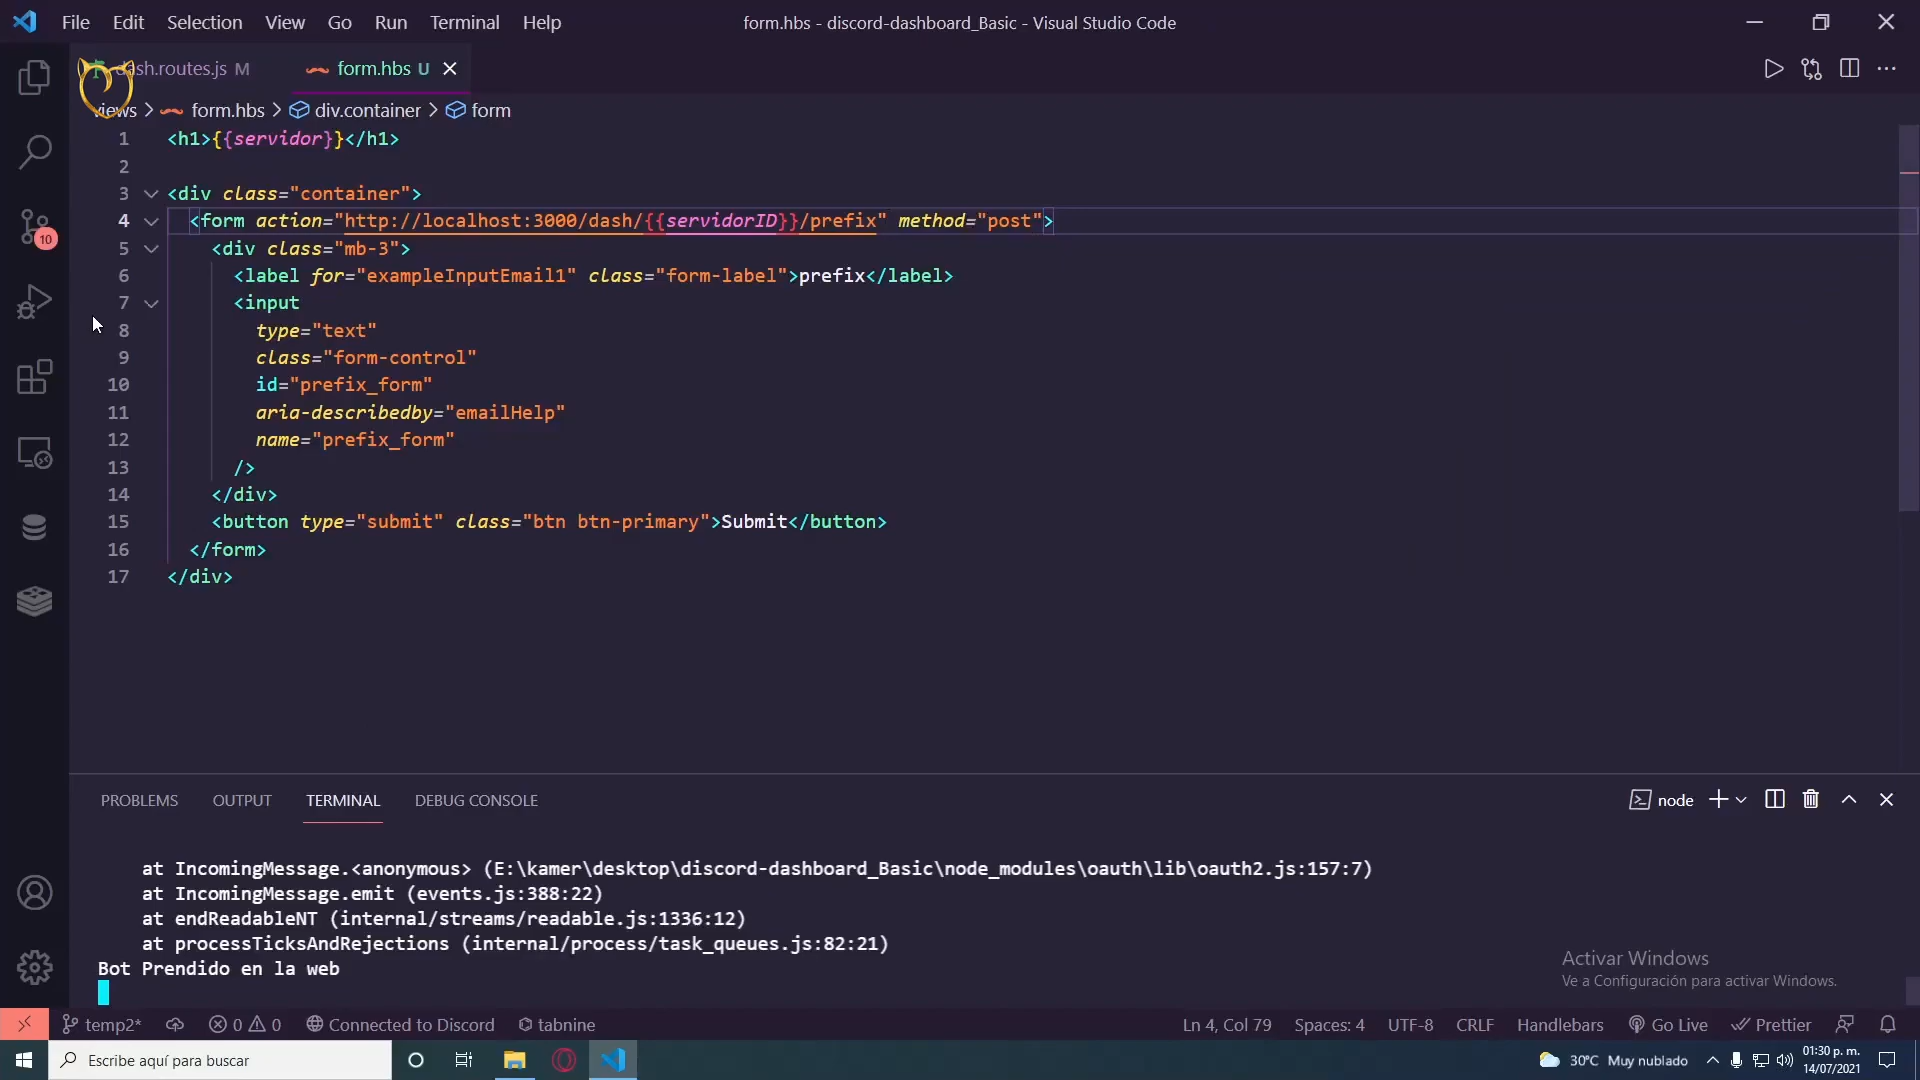 File Edit Selection View Go Run Terminal Help
form.hbs - discord-dashboard_Basic - Visual Studio Code
dash.routes.js M
form.hbs U
views > form.hbs > div.container > form
1 <h1>{{servidor}}</h1>
2
3 <div class="container">
4 <form action="http://localhost:3000/dash/{{servidorID}}/prefix" method="post">
5 <div class="mb-3">
6 <label for="exampleInputEmail1" class="form-label">prefix</label>
7 <input
8 type="text"
9 class="form-control"
10 id="prefix_form"
11 aria-describedby="emailHelp"
12 name="prefix_form"
13 />
14 </div>
15 <button type="submit" class="btn btn-primary">Submit</button>
16 </form>
17 </div>
10
PROBLEMS OUTPUT TERMINAL DEBUG CONSOLE
node
at IncomingMessage.<anonymous> (E:\kamer\desktop\discord-dashboard_Basic\node_modules\oauth\lib\oauth2.js:157:7)
at IncomingMessage.emit (events.js:388:22)
at endReadableNT (internal/streams/readable.js:1336:12)
at processTicksAndRejections (internal/process/task_queues.js:82:21)
Bot Prendido en la web
Activar Windows
Ve a Configuración para activar Windows.
temp2* 0 0 Connected to Discord tabnine
Ln 4, Col 79 Spaces: 4 UTF-8 CRLF Handlebars Go Live Prettier
Escribe aquí para buscar
30°C Muy nublado
01:30 p. m.
14/07/2021